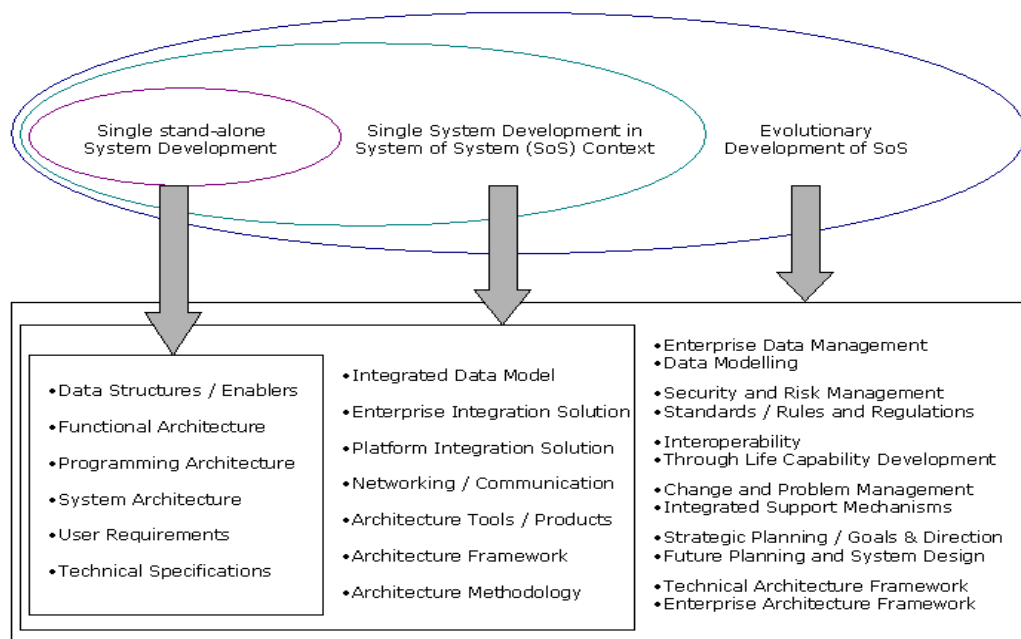 Single stand-alone
System Development
Single System Development in
System of System (SoS) Context
Evolutionary
Development of SoS
•Data Structures / Enablers
•Functional Architecture
•Programming Architecture
•System Architecture
•User Requirements
•Technical Specifications
•Integrated Data Model
•Enterprise Integration Solution
•Platform Integration Solution
•Networking / Communication
•Architecture Tools / Products
•Architecture Framework
•Architecture Methodology
•Enterprise Data Management
•Data Modelling
•Security and Risk Management
•Standards / Rules and Regulations
•Interoperability
•Through Life Capability Development
•Change and Problem Management
•Integrated Support Mechanisms
•Strategic Planning / Goals & Direction
•Future Planning and System Design
•Technical Architecture Framework
•Enterprise Architecture Framework